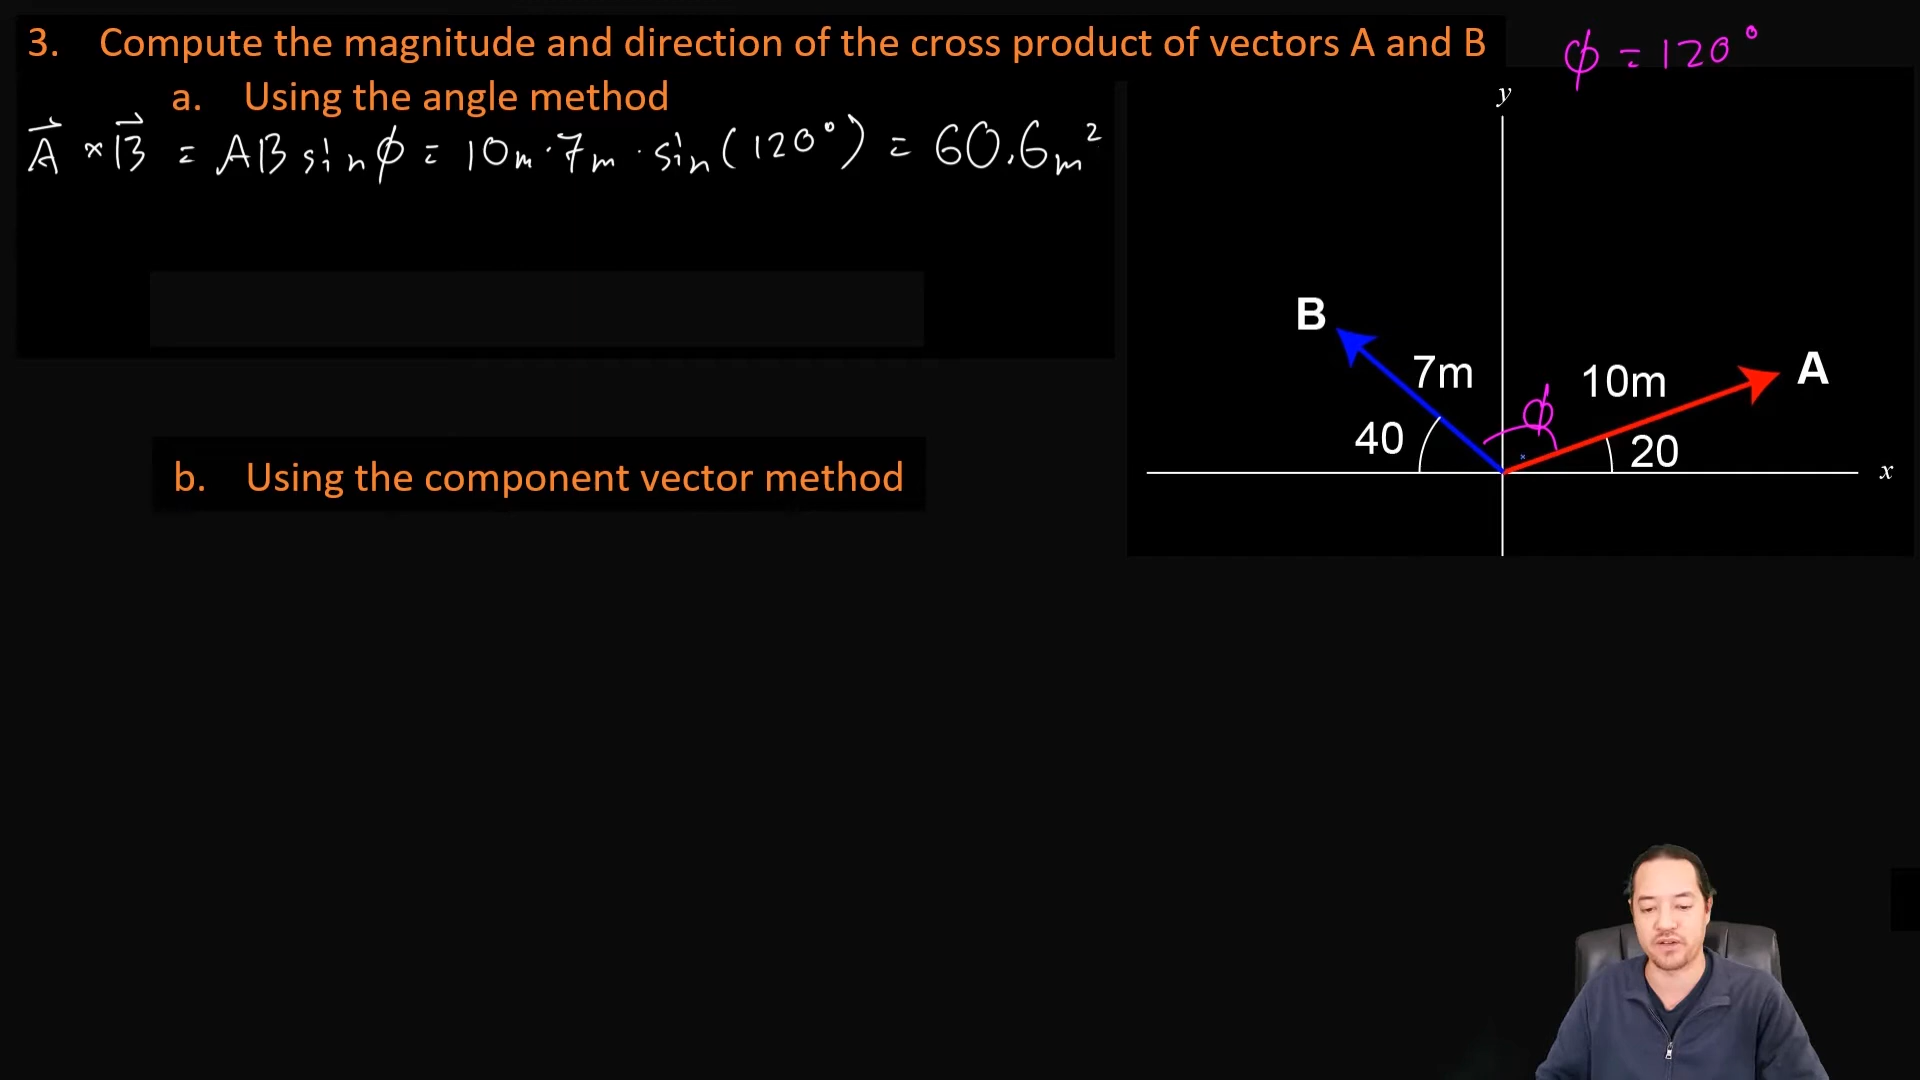 3. Compute the magnitude and direction of the cross product of vectors A and B
ϕ = 120°
a. Using the angle method
A⃗ × B⃗ = AB sin ϕ = 10m · 7m · sin(120°) = 60.6m²
b. Using the component vector method
y
B
7m
ϕ
10m
A
40
20
x